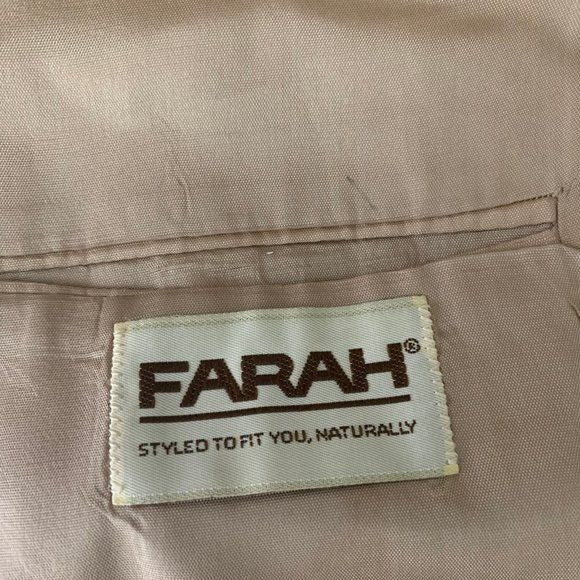 FARAH®
STYLED TO FIT YOU, NATURALLY